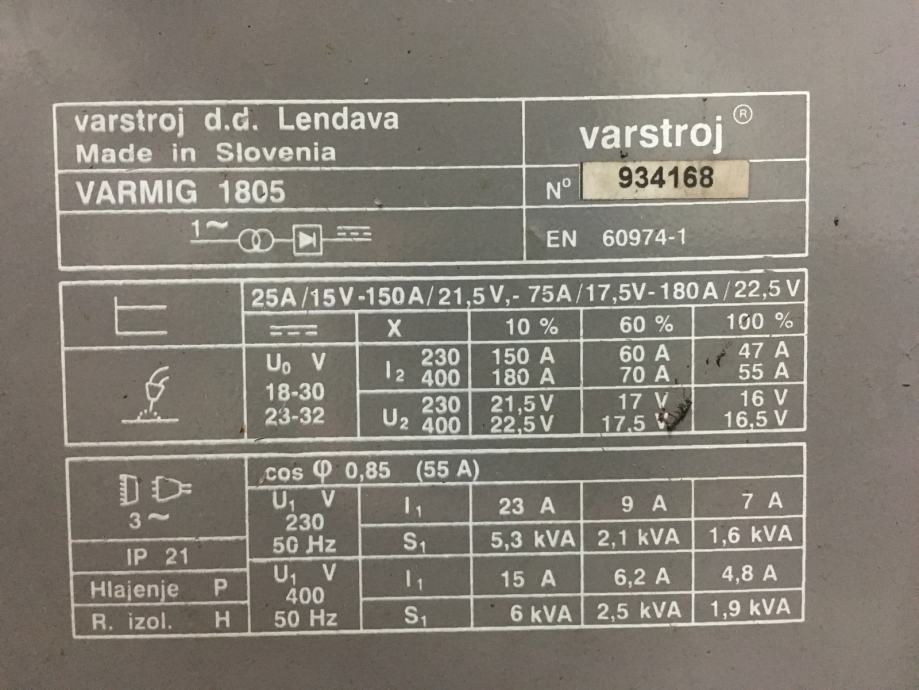 varstroj d.d. Lendava
Made in Slovenia
varstroj ®
VARMIG 1805
Nº 934168
1~
EN 60974-1
25A/15V-150A/21,5V,- 75A/17,5V-180A/22,5V
X 10 % 60 % 100 %
U₀ V
18-30
23-32
I₂ 230 150 A 60 A 47 A
400 180 A 70 A 55 A
U₂ 230 21,5 V 17 V 16 V
400 22,5 V 17,5 V 16,5 V
cos φ 0,85 (55 A)
3~
IP 21
Hlajenje P
R. izol. H
U₁ V
230
50 Hz
I₁ 23 A 9 A 7 A
S₁ 5,3 kVA 2,1 kVA 1,6 kVA
U₁ V
400
50 Hz
I₁ 15 A 6,2 A 4,8 A
S₁ 6 kVA 2,5 kVA 1,9 kVA